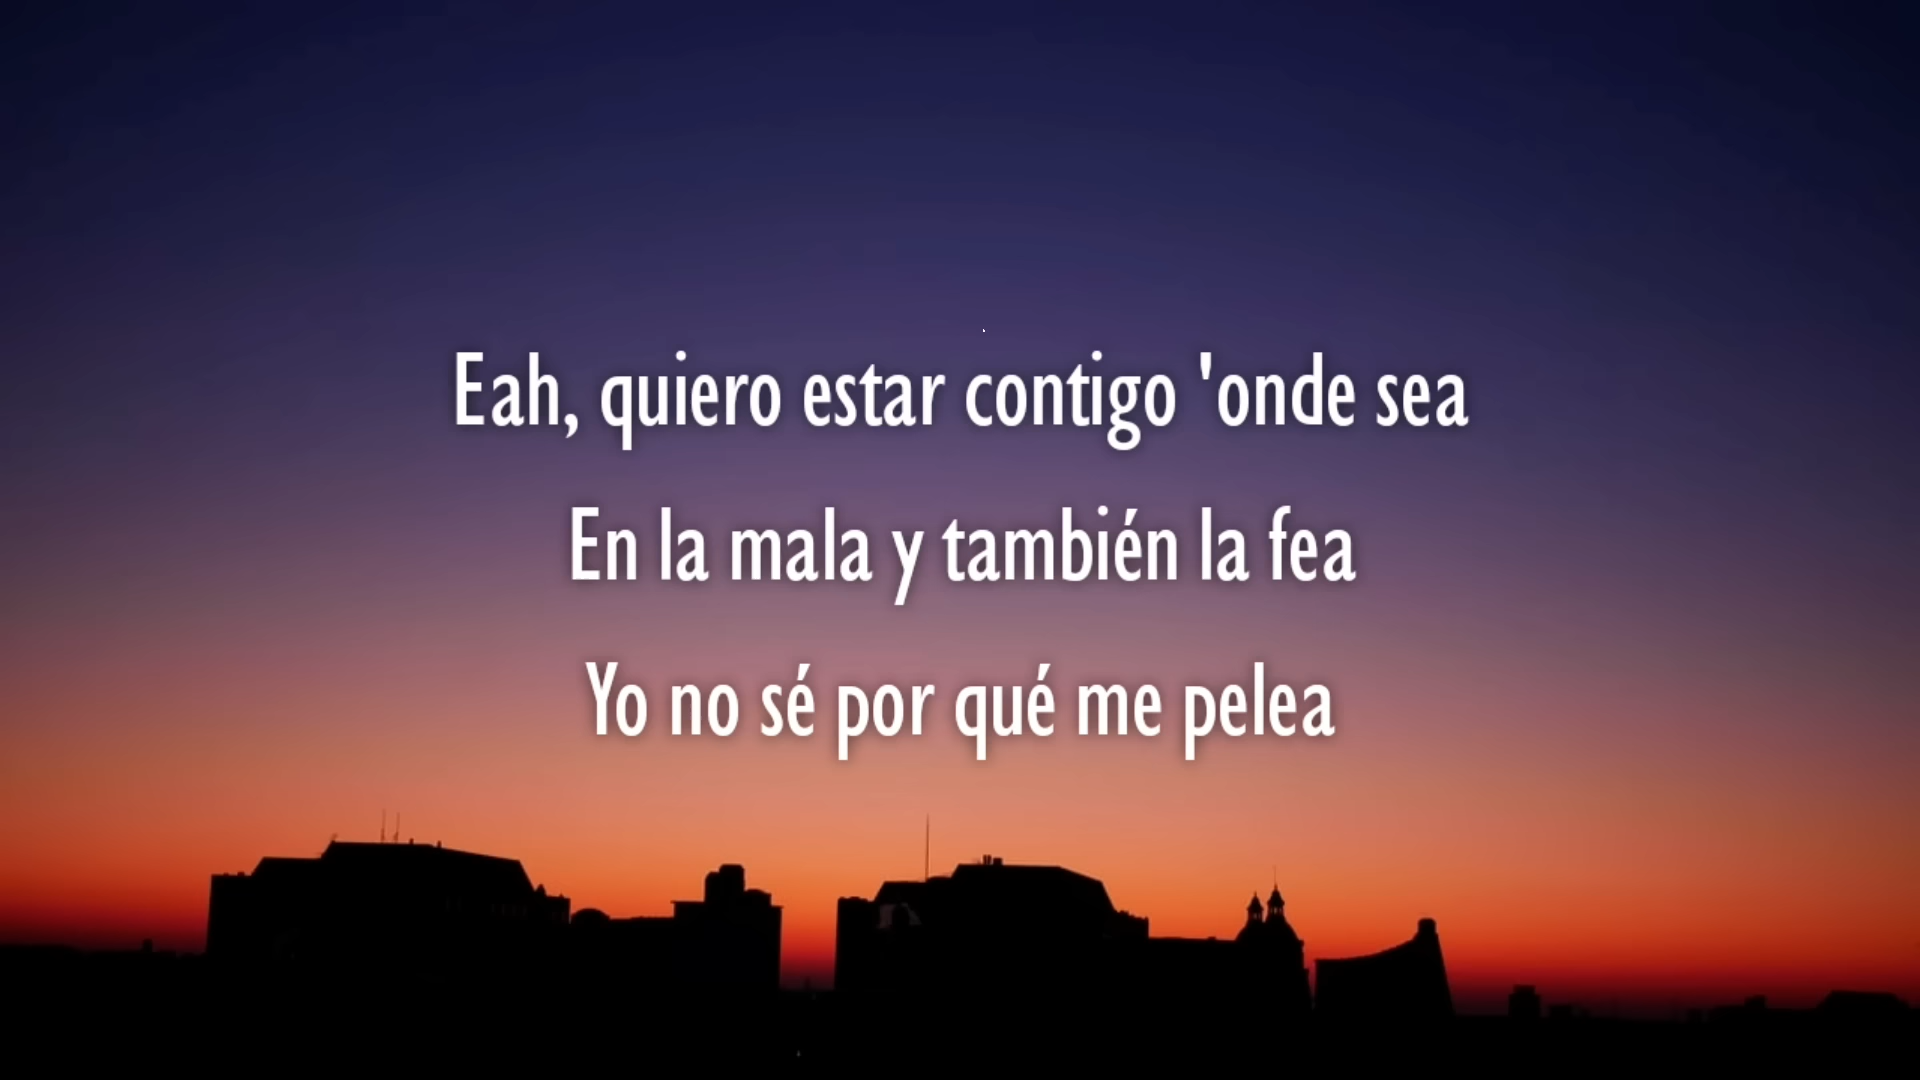 Eah, quiero estar contigo 'onde sea
En la mala y también la fea
Yo no sé por qué me pelea